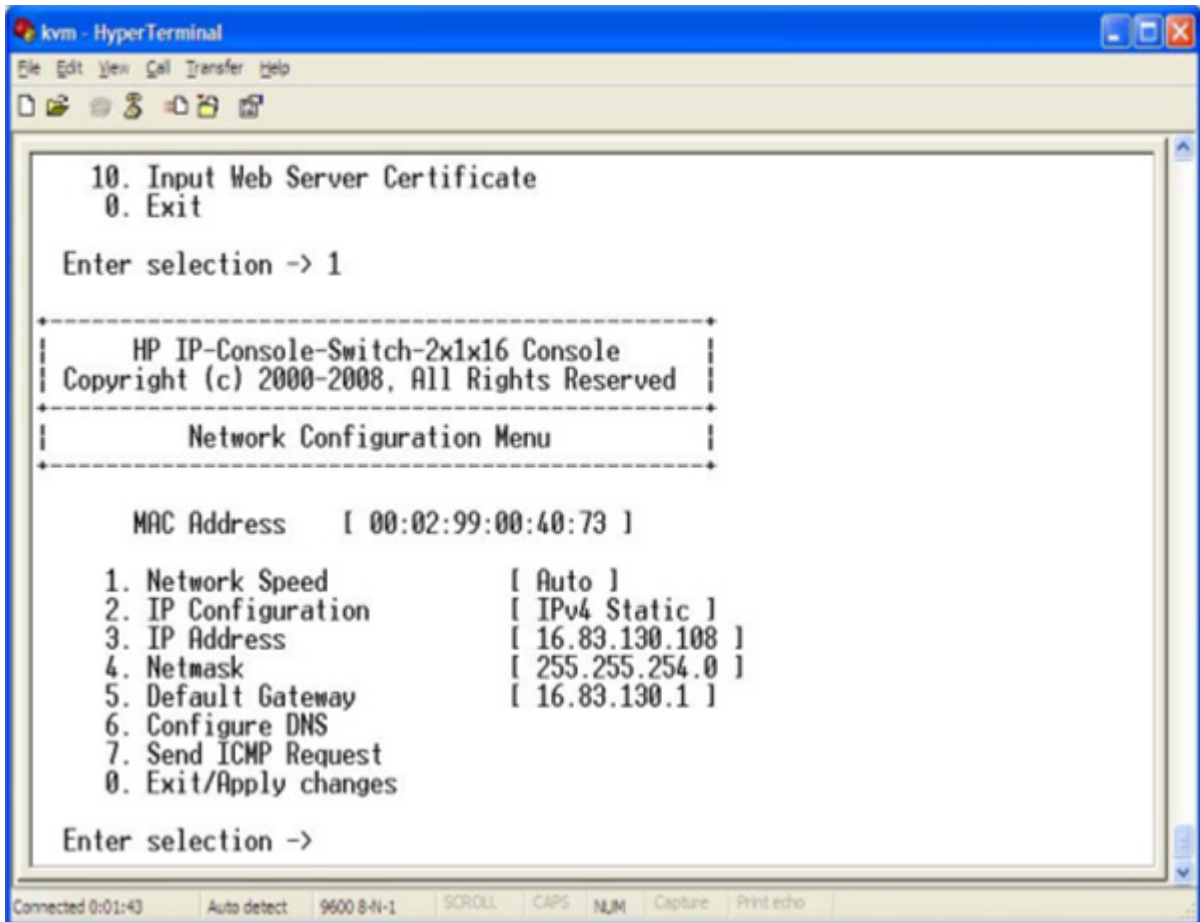 kvm - HyperTerminal
File Edit View Call Transfer Help
10. Input Web Server Certificate
0. Exit
Enter selection -> 1
HP IP-Console-Switch-2x1x16 Console
Copyright (c) 2000-2008, All Rights Reserved
Network Configuration Menu
MAC Address [ 00:02:99:00:40:73 ]
1. Network Speed [ Auto ]
2. IP Configuration [ IPv4 Static ]
3. IP Address [ 16.83.130.108 ]
4. Netmask [ 255.255.254.0 ]
5. Default Gateway [ 16.83.130.1 ]
6. Configure DNS
7. Send ICMP Request
0. Exit/Apply changes
Enter selection ->
Connected 0:01:43 Auto detect 9600 8-N-1 SCROLL CAPS NUM Capture Print echo